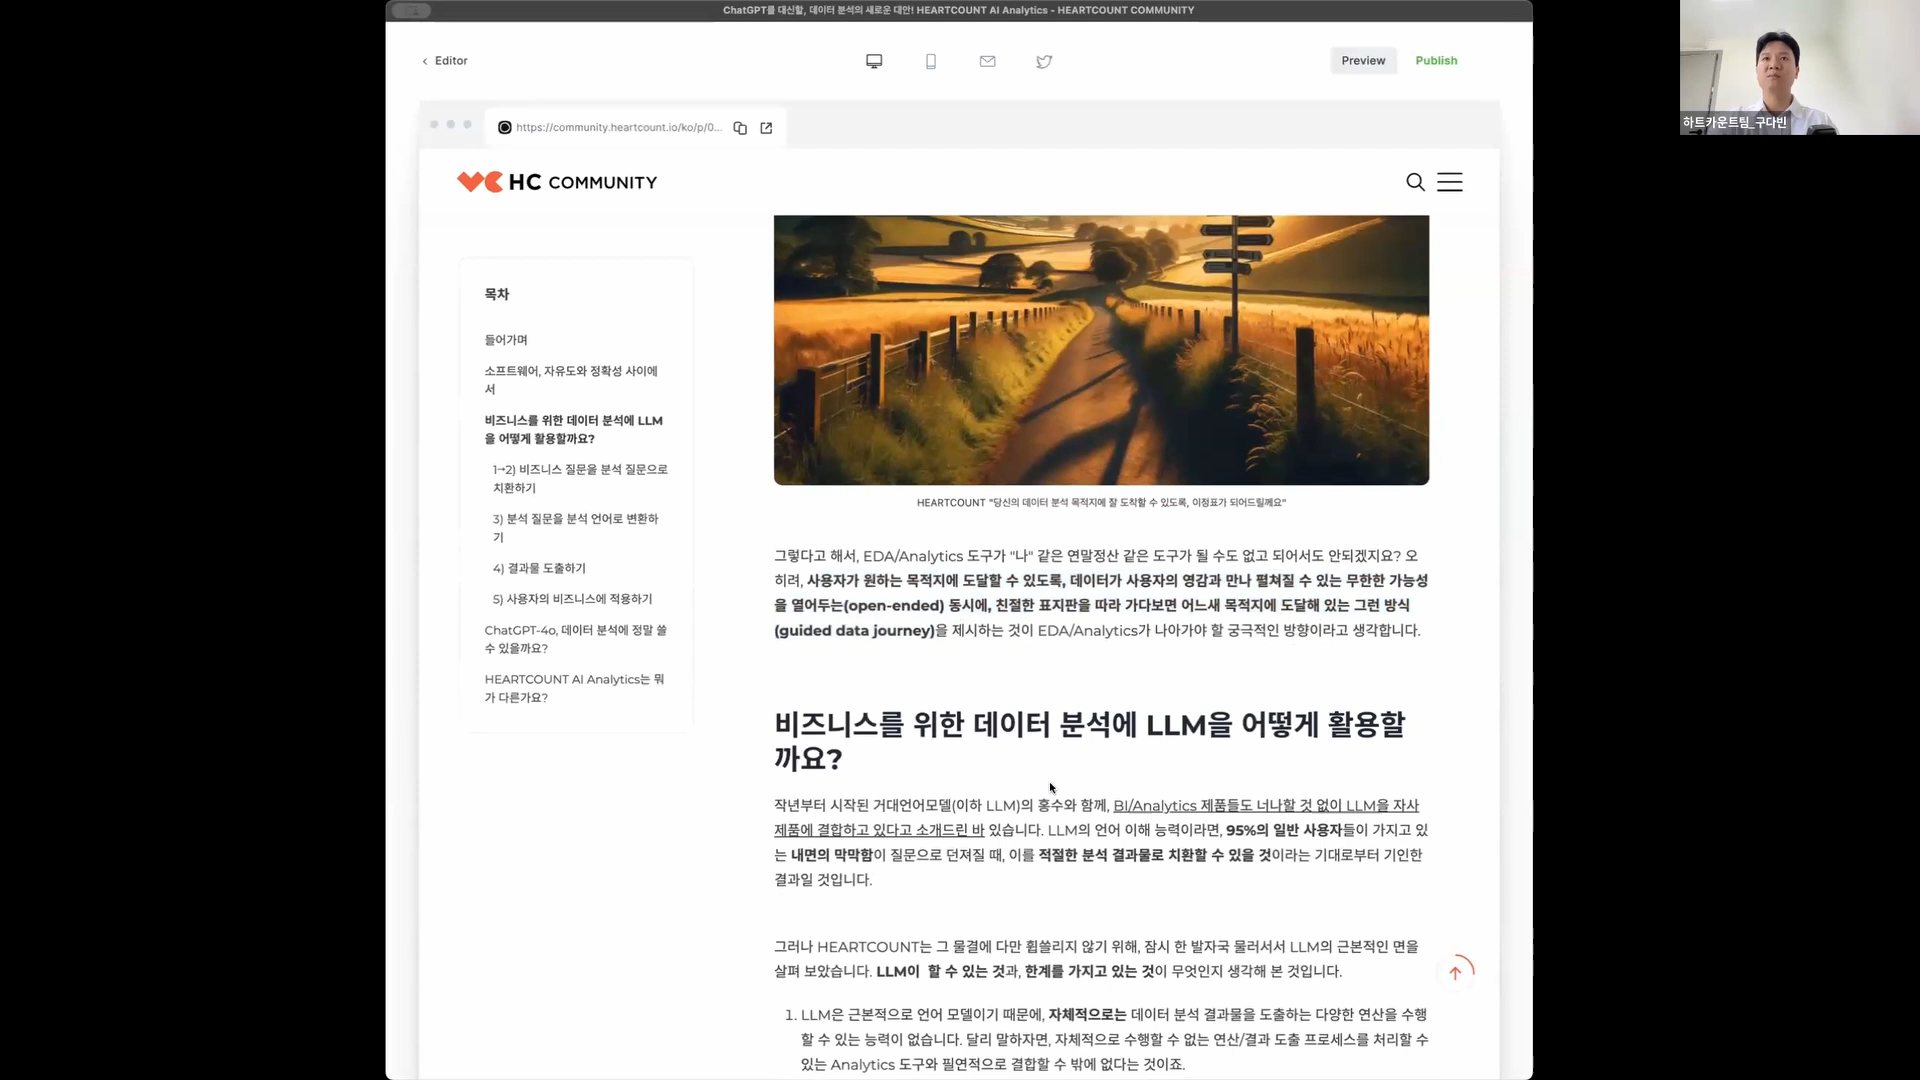 ChatGPT를 대신할, 데이터 분석의 새로운 대안! HEARTCOUNT AI Analytics - HEARTCOUNT COMMUNITY
Editor
Preview
Publish
https://community.heartcount.io/ko/p/0...
HC COMMUNITY
목차
들어가며
소프트웨어, 자유도와 정확성 사이에
서
비즈니스를 위한 데이터 분석에 LLM
을 어떻게 활용할까요?
1→2) 비즈니스 질문을 분석 질문으로
치환하기
3) 분석 질문을 분석 언어로 변환하
기
4) 결과물 도출하기
5) 사용자의 비즈니스에 적용하기
ChatGPT-4o, 데이터 분석에 정말 쓸
수 있을까요?
HEARTCOUNT AI Analytics는 뭐
가 다른가요?
HEARTCOUNT "당신의 데이터 분석 목적지에 잘 도착할 수 있도록, 이정표가 되어드릴께요"
그렇다고 해서, EDA/Analytics 도구가 "나" 같은 연말정산 같은 도구가 될 수도 없고 되어서도 안되겠지요? 오
히려, 사용자가 원하는 목적지에 도달할 수 있도록, 데이터가 사용자의 영감과 만나 펼쳐질 수 있는 무한한 가능성
을 열어두는(open-ended) 동시에, 친절한 표지판을 따라 가다보면 어느새 목적지에 도달해 있는 그런 방식
(guided data journey)을 제시하는 것이 EDA/Analytics가 나아가야 할 궁극적인 방향이라고 생각합니다.
비즈니스를 위한 데이터 분석에 LLM을 어떻게 활용할
까요?
작년부터 시작된 거대언어모델(이하 LLM)의 홍수와 함께, BI/Analytics 제품들도 너나할 것 없이 LLM을 자사
제품에 결합하고 있다고 소개드린 바 있습니다. LLM의 언어 이해 능력이라면, 95%의 일반 사용자들이 가지고 있
는 내면의 막막함이 질문으로 던져질 때, 이를 적절한 분석 결과물로 치환할 수 있을 것이라는 기대로부터 기인한
결과일 것입니다.
그러나 HEARTCOUNT는 그 물결에 다만 휩쓸리지 않기 위해, 잠시 한 발자국 물러서서 LLM의 근본적인 면을
살펴 보았습니다. LLM이 할 수 있는 것과, 한계를 가지고 있는 것이 무엇인지 생각해 본 것입니다.
1. LLM은 근본적으로 언어 모델이기 때문에, 자체적으로는 데이터 분석 결과물을 도출하는 다양한 연산을 수행
할 수 있는 능력이 없습니다. 달리 말하자면, 자체적으로 수행할 수 없는 연산/결과 도출 프로세스를 처리할 수
있는 Analytics 도구와 필연적으로 결합할 수 밖에 없다는 것이죠.
하트카운트팀_구다빈